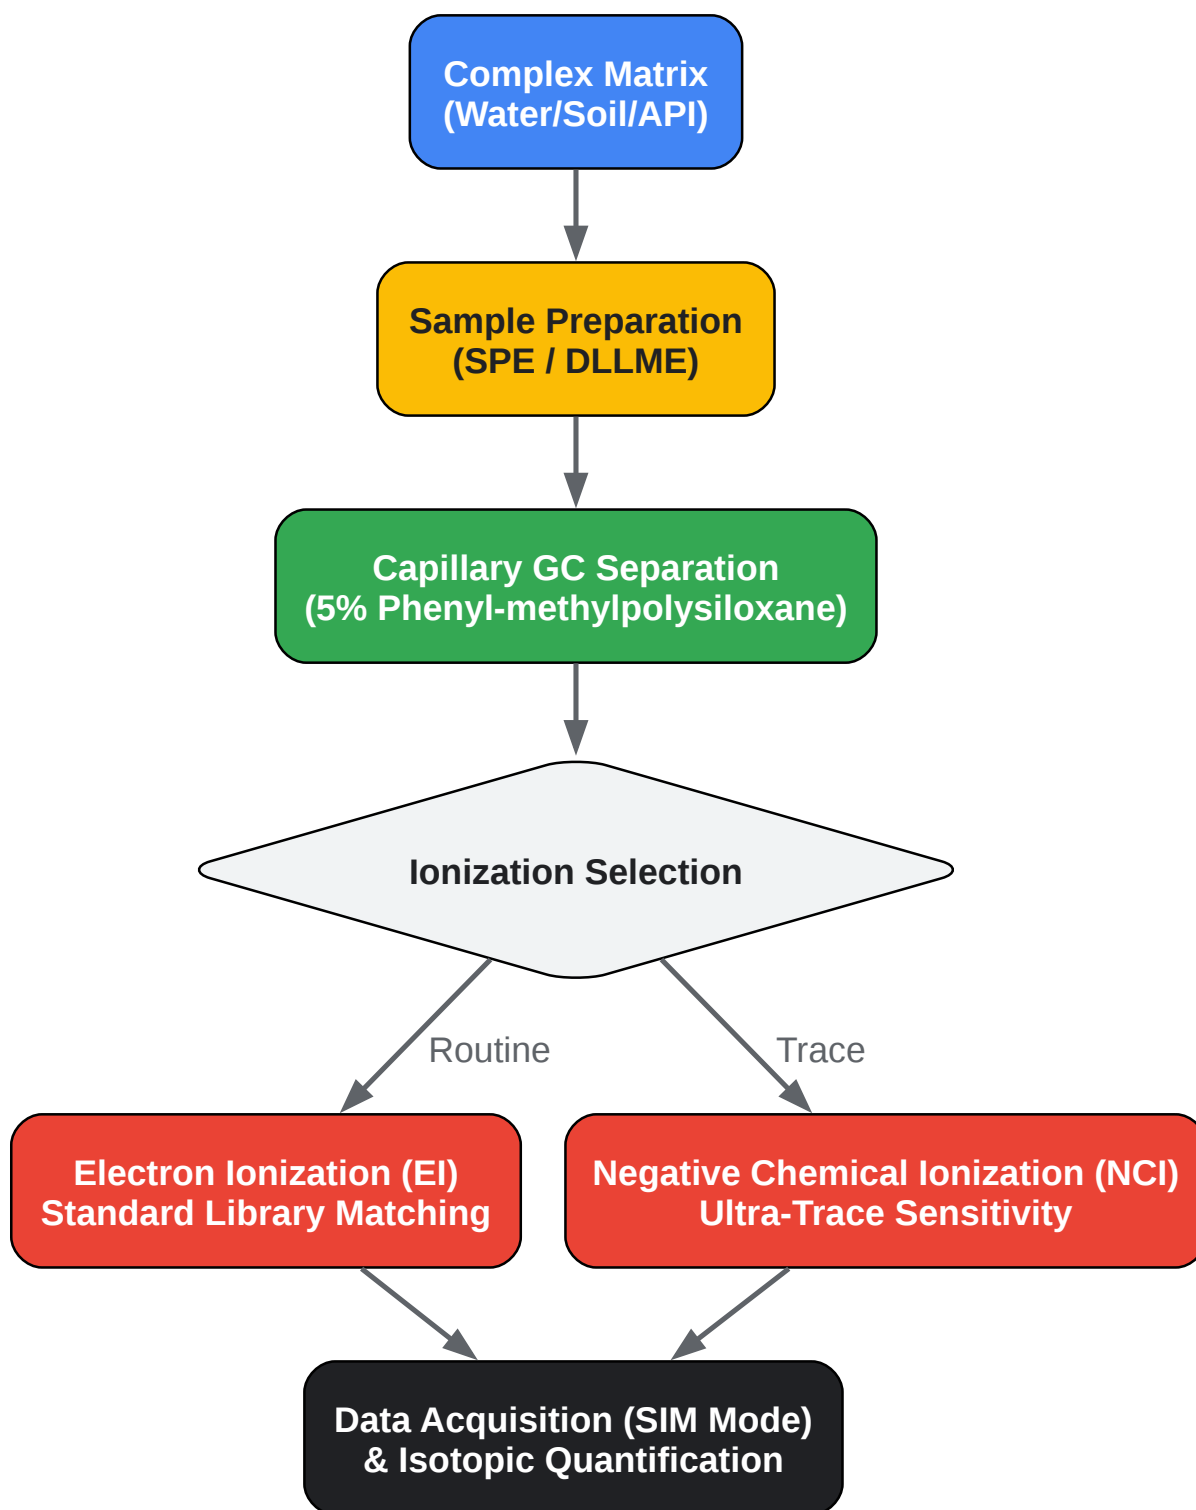 Complex Matrix
(Water/Soil/API)
Sample Preparation
(SPE / DLLME)
Capillary GC Separation
(5% Phenyl-methylpolysiloxane)
Ionization Selection
Routine
Trace
Electron Ionization (EI)
Standard Library Matching
Negative Chemical Ionization (NCI)
Ultra-Trace Sensitivity
Data Acquisition (SIM Mode)
& Isotopic Quantification